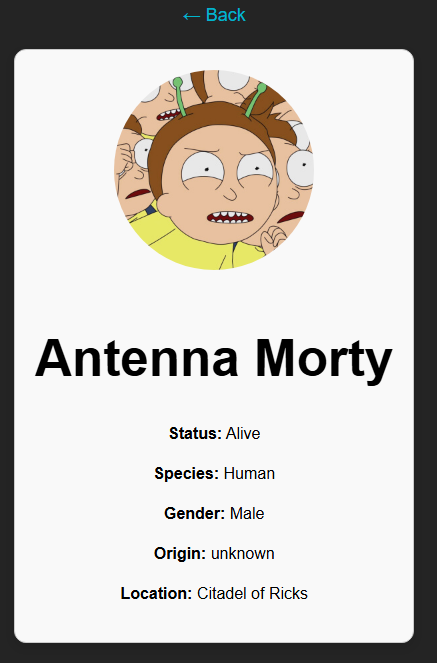 ← Back
Antenna Morty
Status: Alive
Species: Human
Gender: Male
Origin: unknown
Location: Citadel of Ricks